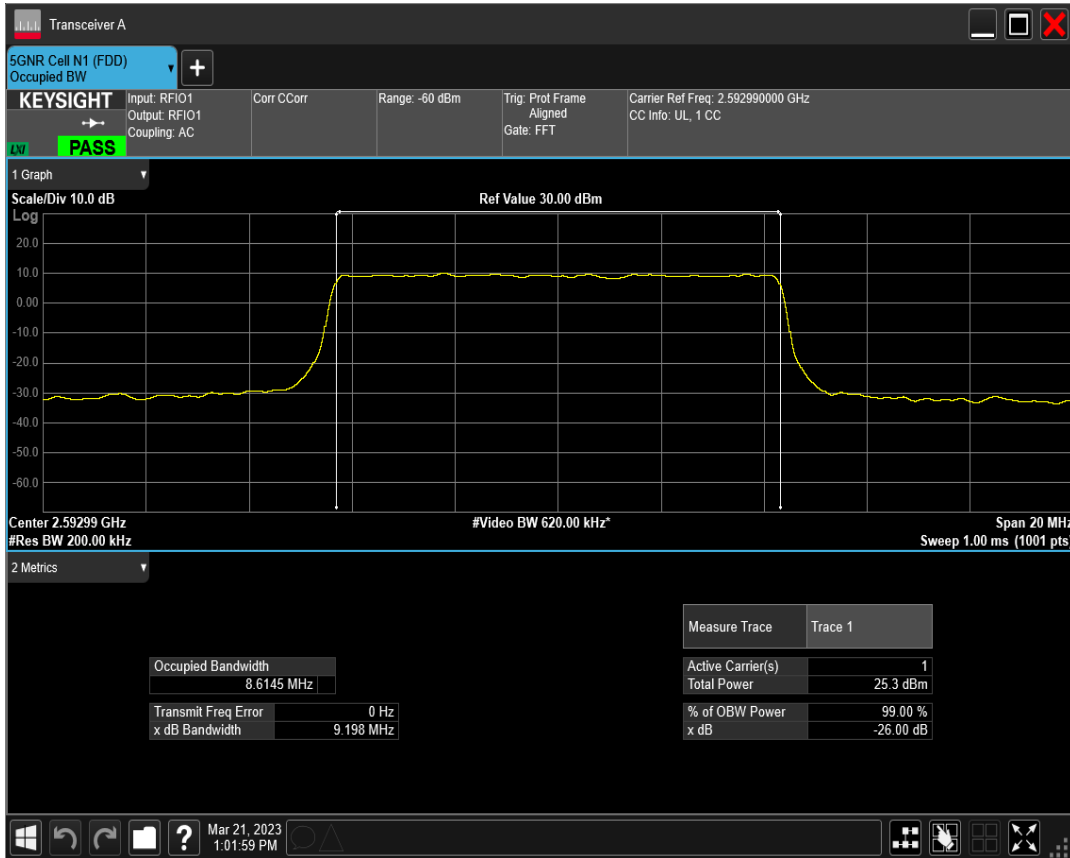 Transceiver A
5GNR Cell N1 (FDD)
Occupied BW
+
KEYSIGHT
LXI
PASS
Input: RFIO1
Output: RFIO1
Coupling: AC
Corr CCorr
Range: -60 dBm
Trig: Prot Frame
Aligned
Gate: FFT
Carrier Ref Freq: 2.592990000 GHz
CC Info: UL, 1 CC
1 Graph
Scale/Div 10.0 dB
Ref Value 30.00 dBm
Log
20.0
10.0
0.00
-10.0
-20.0
-30.0
-40.0
-50.0
-60.0
Center 2.59299 GHz
#Video BW 620.00 kHz*
Span 20 MHz
#Res BW 200.00 kHz
Sweep 1.00 ms (1001 pts)
2 Metrics
Measure Trace Trace 1
Occupied Bandwidth
8.6145 MHz
Active Carrier(s) 1
Total Power 25.3 dBm
Transmit Freq Error 0 Hz
x dB Bandwidth 9.198 MHz
% of OBW Power 99.00 %
x dB -26.00 dB
?
Mar 21, 2023
1:01:59 PM